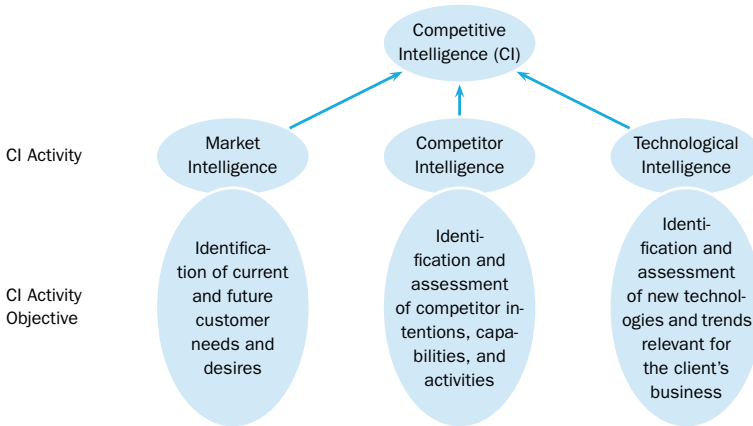 Competitive
Intelligence (CI)
CI Activity
Market
Intelligence
Competitor
Intelligence
Technological
Intelligence
CI Activity
Objective
Identifica-
tion of current
and future
customer
needs and
desires
Identi-
fication and
assessment
of competitor in-
tentions, capa-
bilities, and
activities
Identi-
fication and
assessment
of new technol-
ogies and trends
relevant for
the client's
business